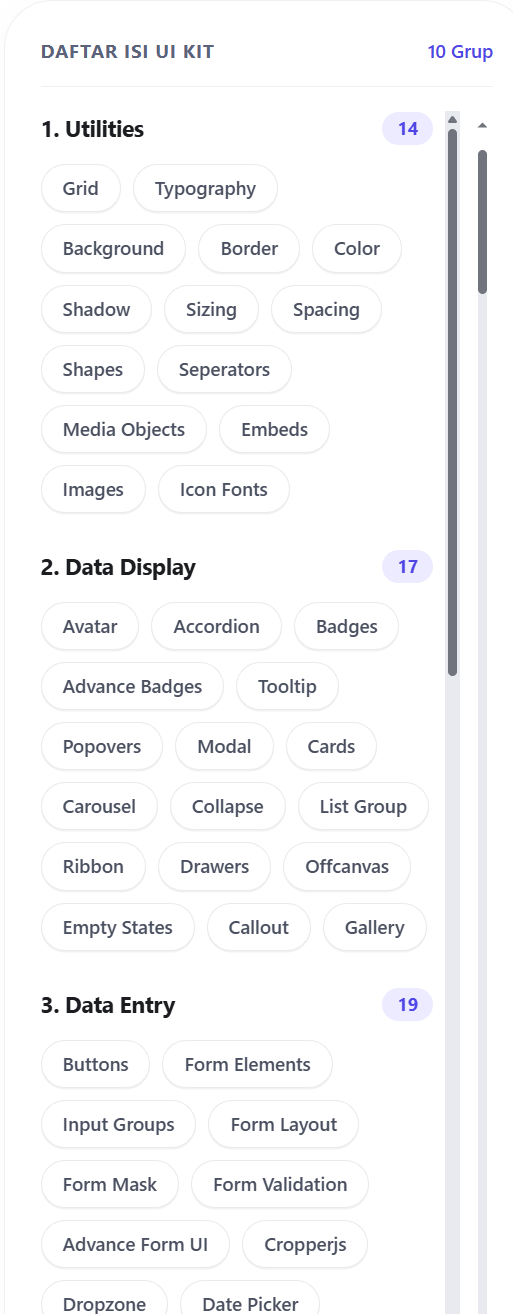 DAFTAR ISI UI KIT 10 Grup
1. Utilities 14
Grid Typography
Background Border Color
Shadow Sizing Spacing
Shapes Seperators
Media Objects Embeds
Images Icon Fonts
2. Data Display 17
Avatar Accordion Badges
Advance Badges Tooltip
Popovers Modal Cards
Carousel Collapse List Group
Ribbon Drawers Offcanvas
Empty States Callout Gallery
3. Data Entry 19
Buttons Form Elements
Input Groups Form Layout
Form Mask Form Validation
Advance Form UI Cropperjs
Dropzone Date Picker